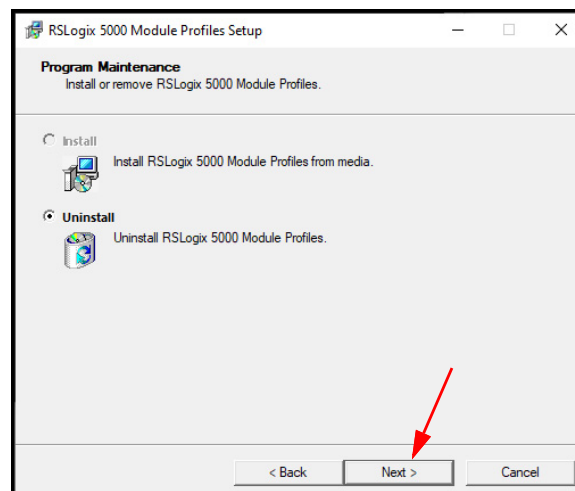 RSLogix 5000 Module Profiles Setup
Program Maintenance
Install or remove RSLogix 5000 Module Profiles.
Install
Install RSLogix 5000 Module Profiles from media.
Uninstall
Uninstall RSLogix 5000 Module Profiles.
< Back Next > Cancel